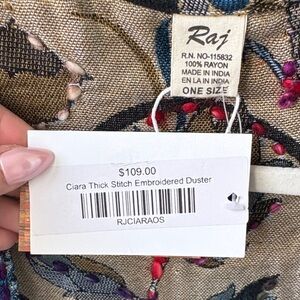 Raj
R.N. NO-115832
100% RAYON
MADE IN INDIA
EN LA IN INDIA
ONE SIZE
$109.00
Ciara Thick Stitch Embroidered Duster
RJCIARAOS